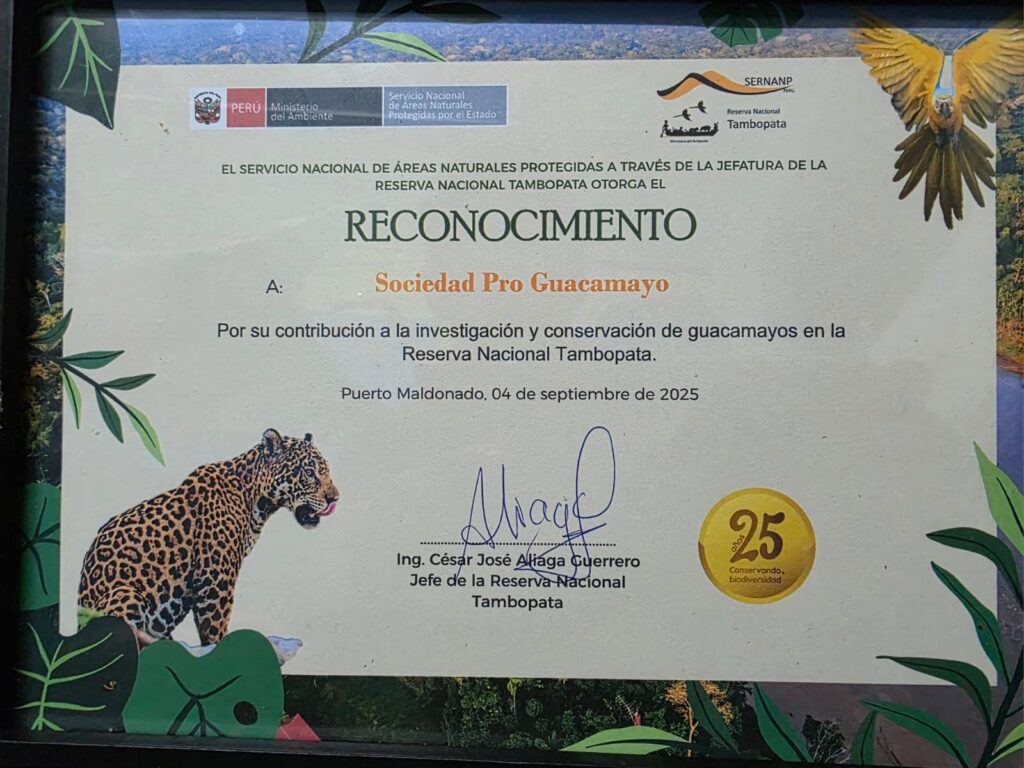 PERÚ
Ministerio
del Ambiente
Servicio Nacional
de Áreas Naturales
Protegidas por el Estado
SERNANP
PERÚ
Reserva Nacional
Tambopata
EL SERVICIO NACIONAL DE ÁREAS NATURALES PROTEGIDAS A TRAVÉS DE LA JEFATURA DE LA
RESERVA NACIONAL TAMBOPATA OTORGA EL
RECONOCIMIENTO
A: Sociedad Pro Guacamayo
Por su contribución a la investigación y conservación de guacamayos en la
Reserva Nacional Tambopata.
Puerto Maldonado, 04 de septiembre de 2025
Aliaga
Ing. César José Aliaga Guerrero
Jefe de la Reserva Nacional
Tambopata
25
años
Conservando
biodiversidad